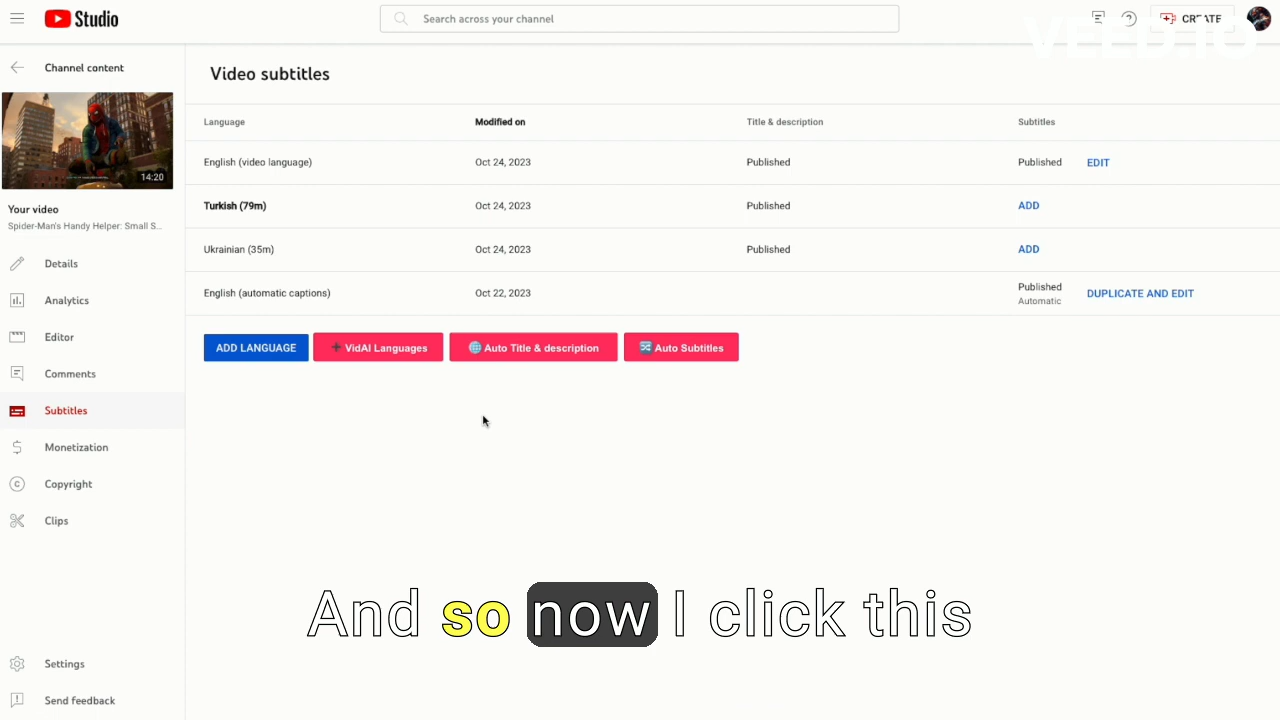 Studio
Search across your channel
CREATE
VEED.IO
Channel content
Video subtitles
Language Modified on Title & description Subtitles
English (video language) Oct 24, 2023 Published Published EDIT
14:20
Your video
Spider-Man's Handy Helper: Small S...
Turkish (79m) Oct 24, 2023 Published ADD
Ukrainian (35m) Oct 24, 2023 Published ADD
English (automatic captions) Oct 22, 2023 Published DUPLICATE AND EDIT
Automatic
ADD LANGUAGE VidAI Languages Auto Title & description Auto Subtitles
Details
Analytics
Editor
Comments
Subtitles
Monetization
Copyright
Clips
And so now I click this
Settings
Send feedback